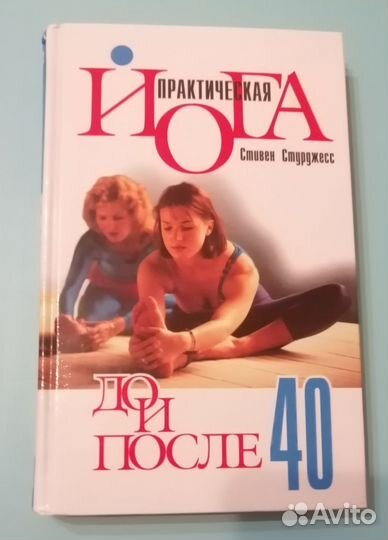 ПРАКТИЧЕСКАЯ
ЙОГА
Стивен Стурджесс
ДО И
ПОСЛЕ 40
Avito